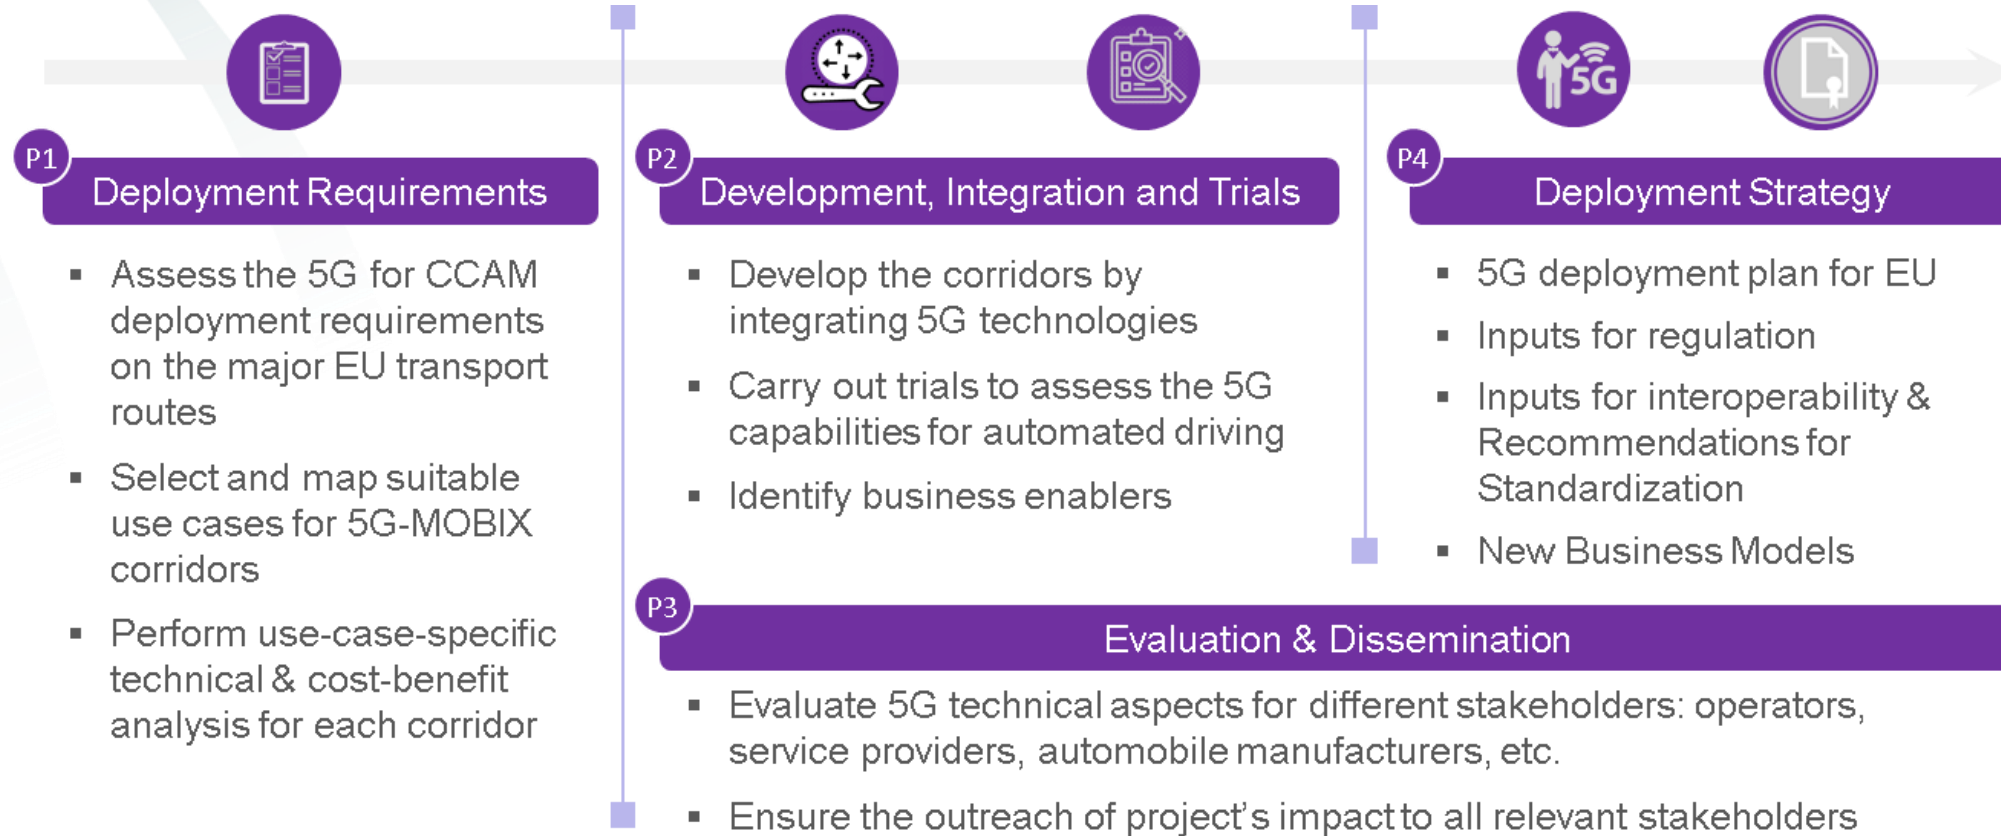 5G
P1
Deployment Requirements
▪ Assess the 5G for CCAM
deployment requirements
on the major EU transport
routes
▪ Select and map suitable
use cases for 5G-MOBIX
corridors
▪ Perform use-case-specific
technical & cost-benefit
analysis for each corridor
P2
Development, Integration and Trials
▪ Develop the corridors by
integrating 5G technologies
▪ Carry out trials to assess the 5G
capabilities for automated driving
▪ Identify business enablers
P4
Deployment Strategy
▪ 5G deployment plan for EU
▪ Inputs for regulation
▪ Inputs for interoperability &
Recommendations for
Standardization
▪ New Business Models
P3
Evaluation & Dissemination
▪ Evaluate 5G technical aspects for different stakeholders: operators,
service providers, automobile manufacturers, etc.
▪ Ensure the outreach of project's impact to all relevant stakeholders